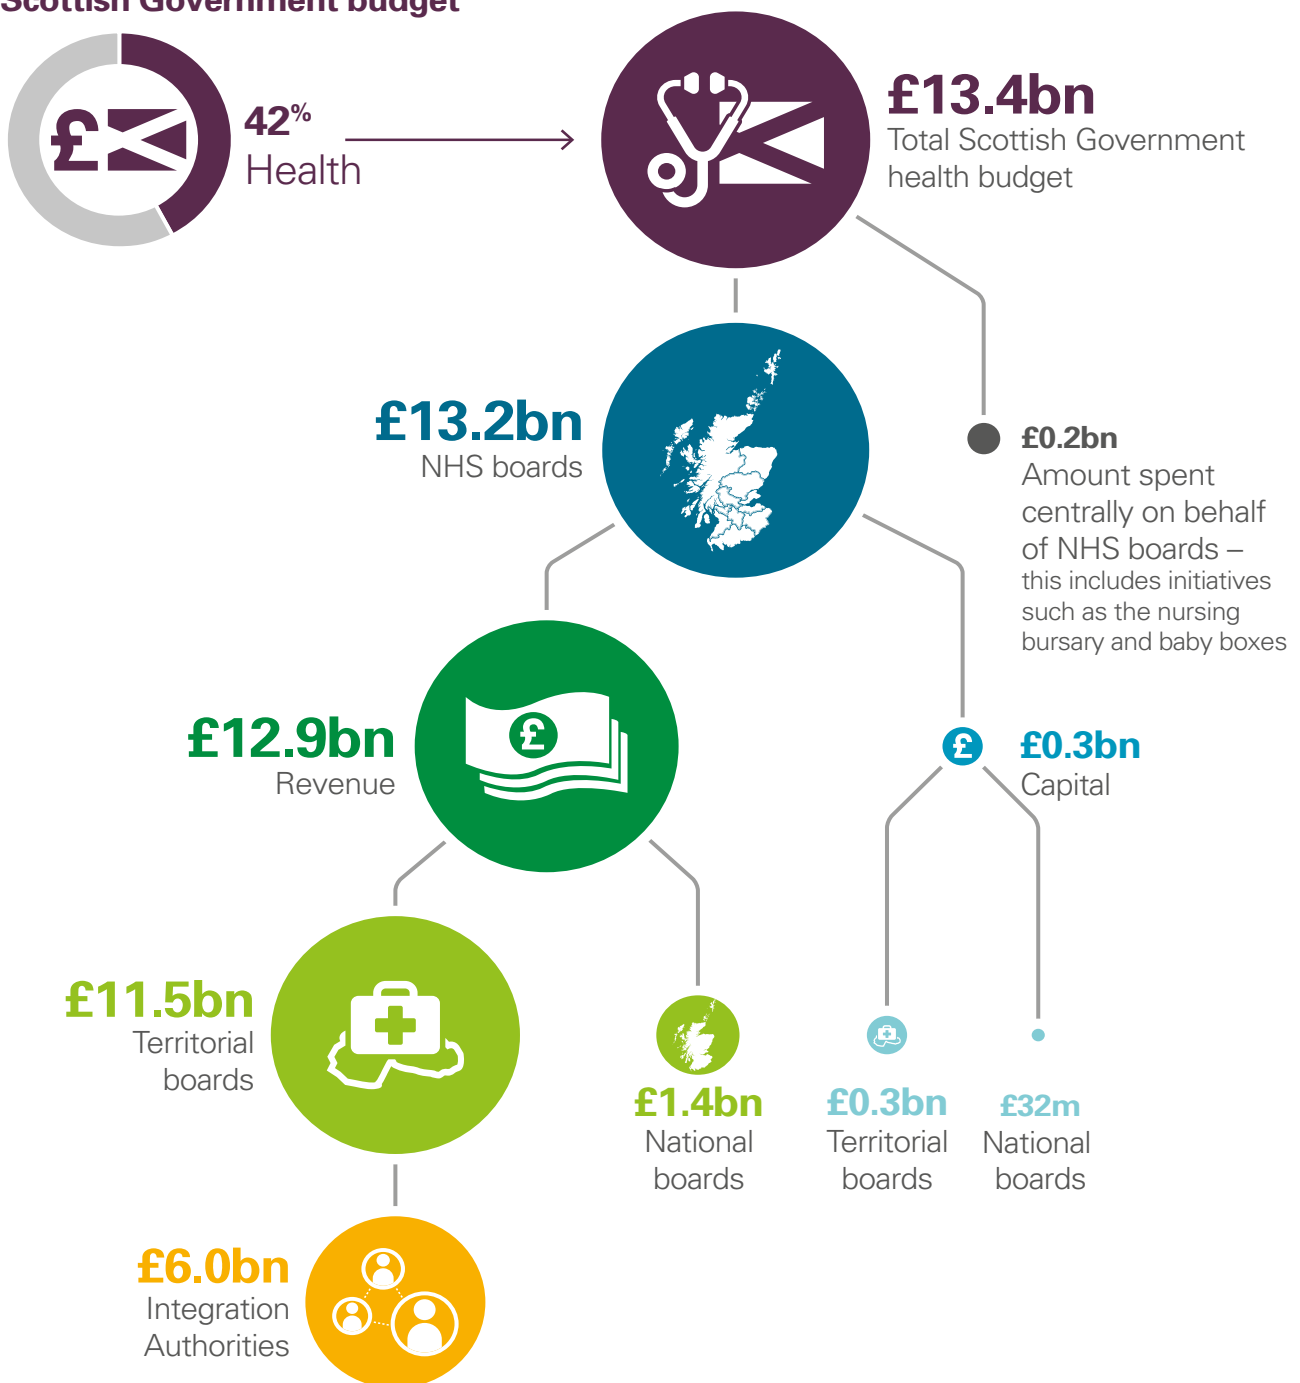 Scottish Government budget
42%
Health
£13.4bn
Total Scottish Government
health budget
£13.2bn
NHS boards
£0.2bn
Amount spent
centrally on behalf
of NHS boards –
this includes initiatives
such as the nursing
bursary and baby boxes
£12.9bn
Revenue
£0.3bn
Capital
£11.5bn
Territorial
boards
£1.4bn
National
boards
£0.3bn
Territorial
boards
£32m
National
boards
£6.0bn
Integration
Authorities